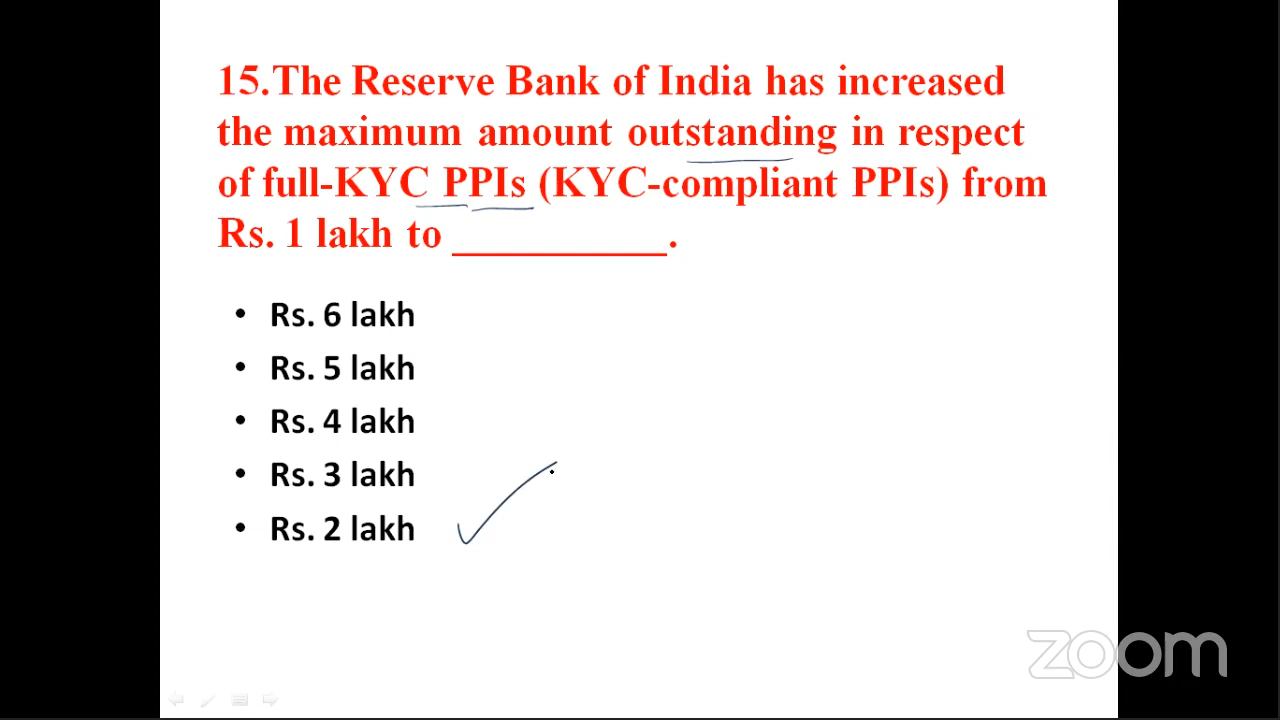 15.The Reserve Bank of India has increased
the maximum amount outstanding in respect
of full-KYC PPIs (KYC-compliant PPIs) from
Rs. 1 lakh to __________.
• Rs. 6 lakh
• Rs. 5 lakh
• Rs. 4 lakh
• Rs. 3 lakh
• Rs. 2 lakh
zoom